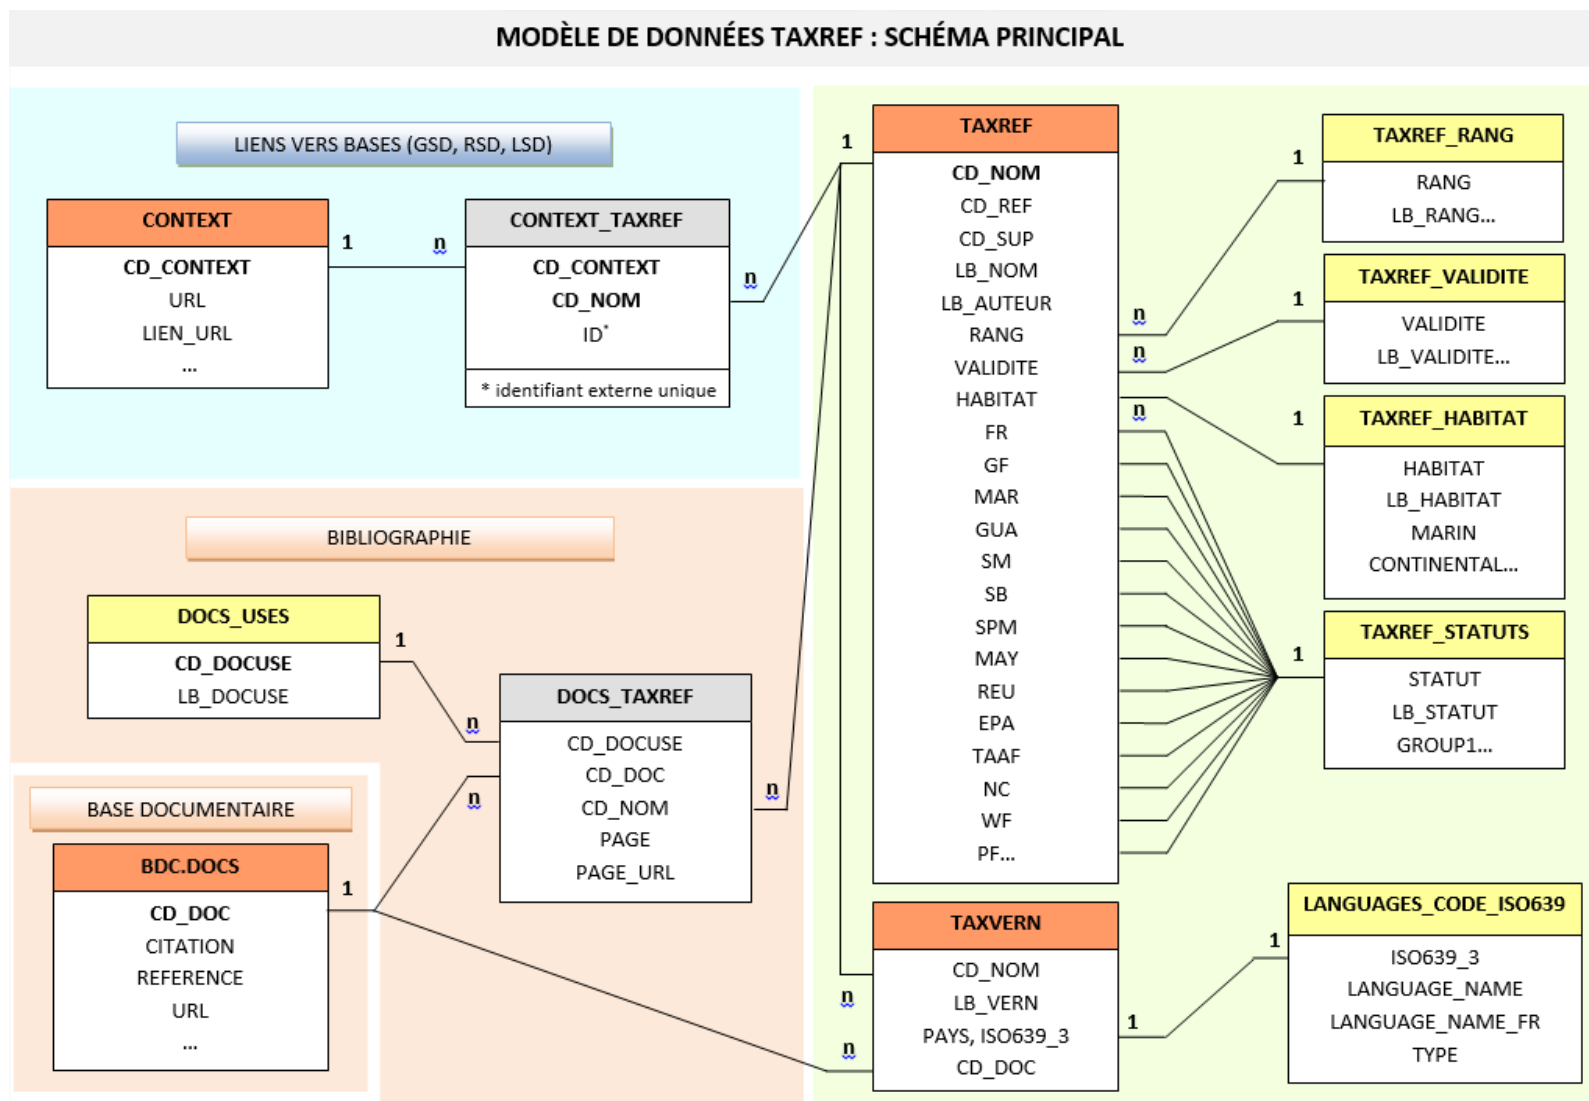 MODÈLE DE DONNÉES TAXREF : SCHÉMA PRINCIPAL
LIENS VERS BASES (GSD, RSD, LSD)
CONTEXT
CD_CONTEXT
URL
LIEN_URL
...
1
n
CONTEXT_TAXREF
CD_CONTEXT
CD_NOM
ID*
* identifiant externe unique
n
1
BIBLIOGRAPHIE
DOCS_USES
CD_DOCUSE
LB_DOCUSE
1
n
DOCS_TAXREF
CD_DOCUSE
CD_DOC
CD_NOM
PAGE
PAGE_URL
n
n
BASE DOCUMENTAIRE
BDC.DOCS
CD_DOC
CITATION
REFERENCE
URL
...
1
TAXREF
CD_NOM
CD_REF
CD_SUP
LB_NOM
LB_AUTEUR
RANG
VALIDITE
HABITAT
FR
GF
MAR
GUA
SM
SB
SPM
MAY
REU
EPA
TAAF
NC
WF
PF...
n
n
n
1
TAXREF_RANG
RANG
LB_RANG...
1
TAXREF_VALIDITE
VALIDITE
LB_VALIDITE...
1
TAXREF_HABITAT
HABITAT
LB_HABITAT
MARIN
CONTINENTAL...
1
TAXREF_STATUTS
STATUT
LB_STATUT
GROUP1...
n
n
TAXVERN
CD_NOM
LB_VERN
PAYS, ISO639_3
CD_DOC
1
1
LANGUAGES_CODE_ISO639
ISO639_3
LANGUAGE_NAME
LANGUAGE_NAME_FR
TYPE